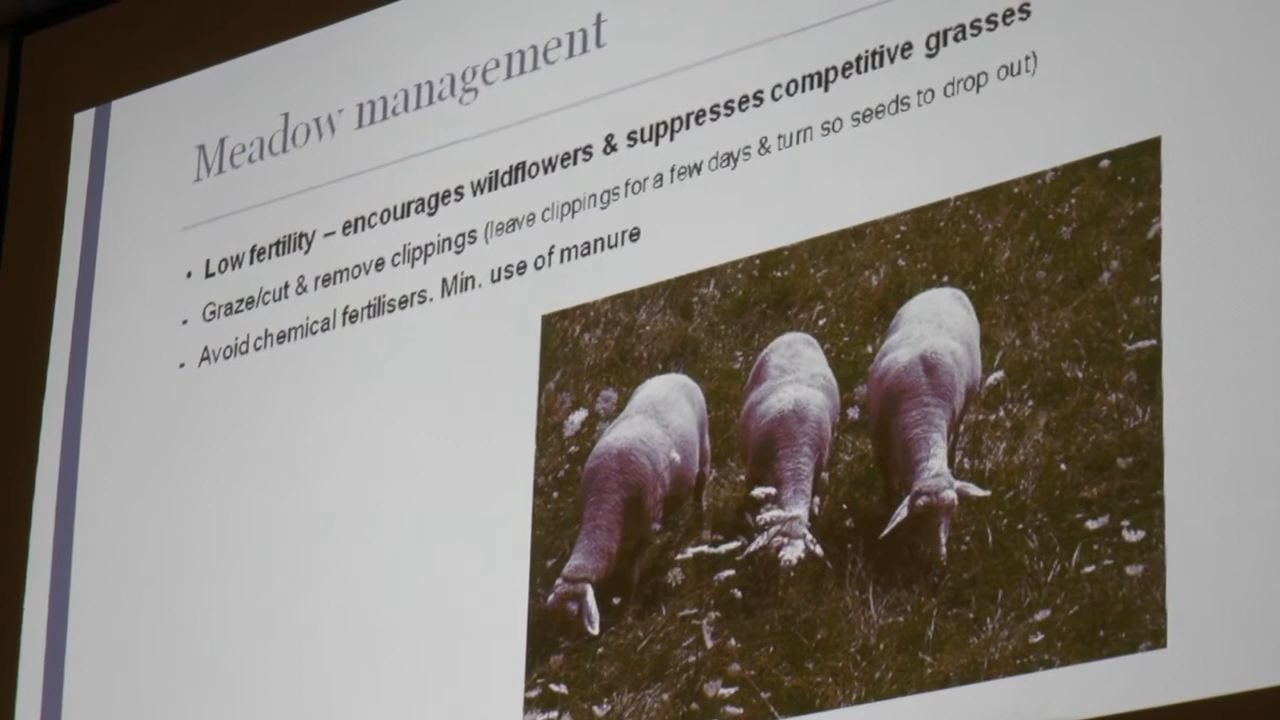 Meadow management
• Low fertility – encourages wildflowers & suppresses competitive grasses
- Graze/cut & remove clippings (leave clippings for a few days & turn so seeds to drop out)
- Avoid chemical fertilisers. Min. use of manure